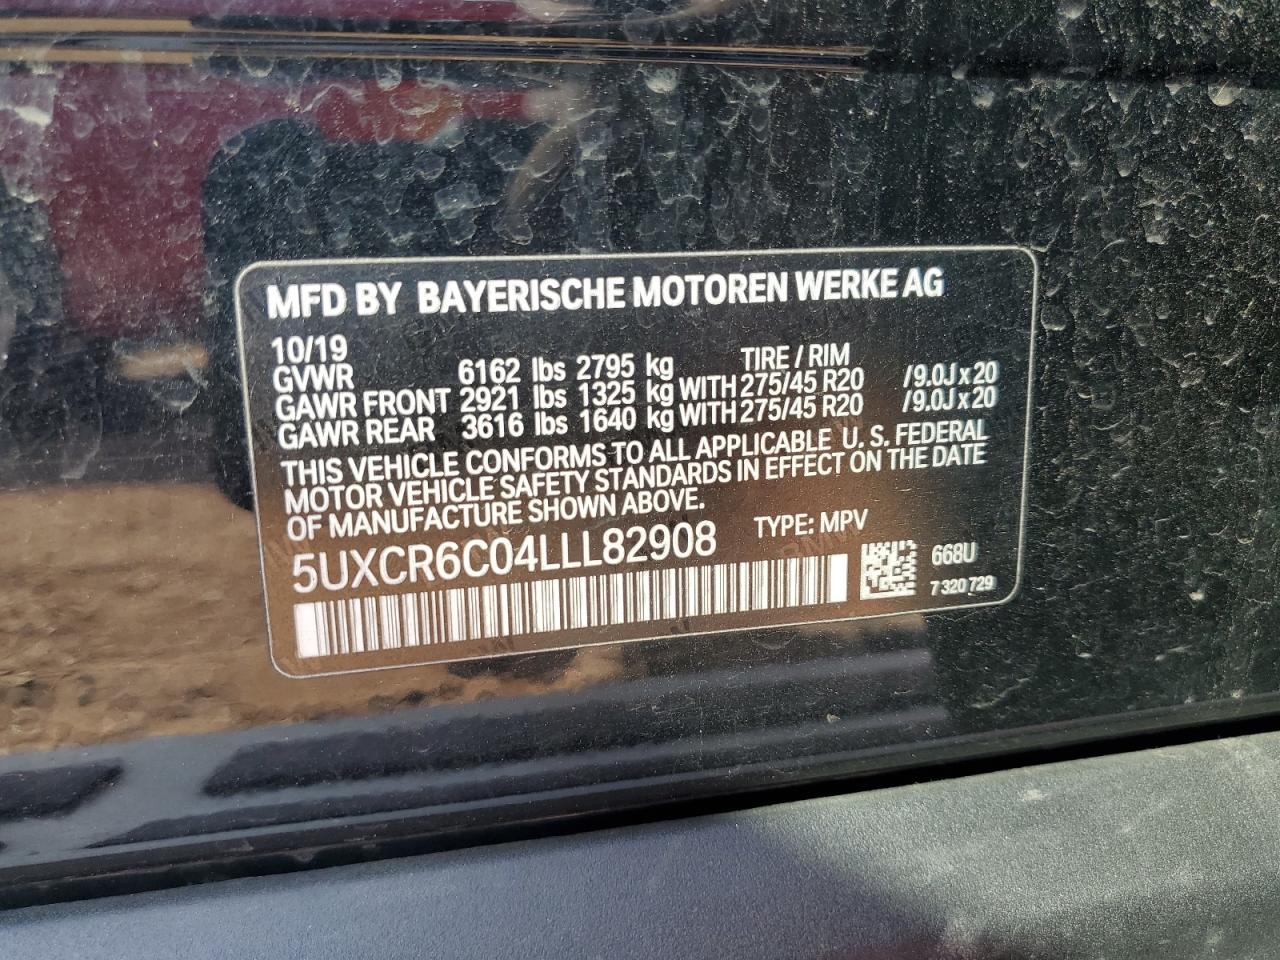 MFD BY BAYERISCHE MOTOREN WERKE AG
10/19
GVWR 6162 lbs 2795 kg TIRE / RIM
GAWR FRONT 2921 lbs 1325 kg WITH 275/45 R20 /9.0J x 20
GAWR REAR 3616 lbs 1640 kg WITH 275/45 R20 /9.0J x 20
THIS VEHICLE CONFORMS TO ALL APPLICABLE U. S. FEDERAL
MOTOR VEHICLE SAFETY STANDARDS IN EFFECT ON THE DATE
OF MANUFACTURE SHOWN ABOVE.
5UXCR6C04LLL82908 TYPE: MPV
668U
7 320 729